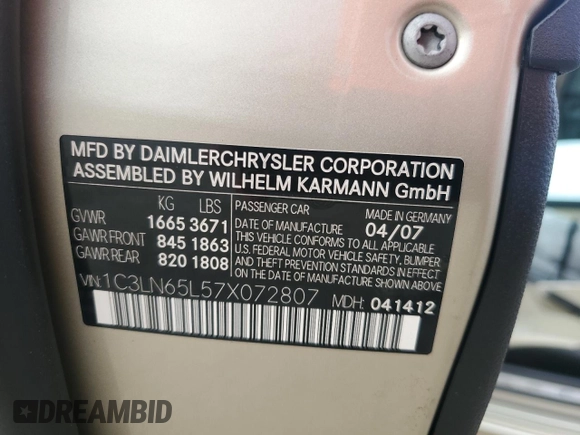 MFD BY DAIMLERCHRYSLER CORPORATION
ASSEMBLED BY WILHELM KARMANN GmbH
KG LBS
GVWR 1665 3671
GAWR FRONT 845 1863
GAWR REAR 820 1808
PASSENGER CAR MADE IN GERMANY
DATE OF MANUFACTURE 04/07
THIS VEHICLE CONFORMS TO ALL APPLICABLE
U.S. FEDERAL MOTOR VEHICLE SAFETY, BUMPER,
AND THEFT PREVENTION STANDARDS IN EFFECT ON
THE DATE OF MANUFACTURE SHOWN ABOVE
VIN: 1C3LN65L57X072807 MDH: 041412
DREAMBID